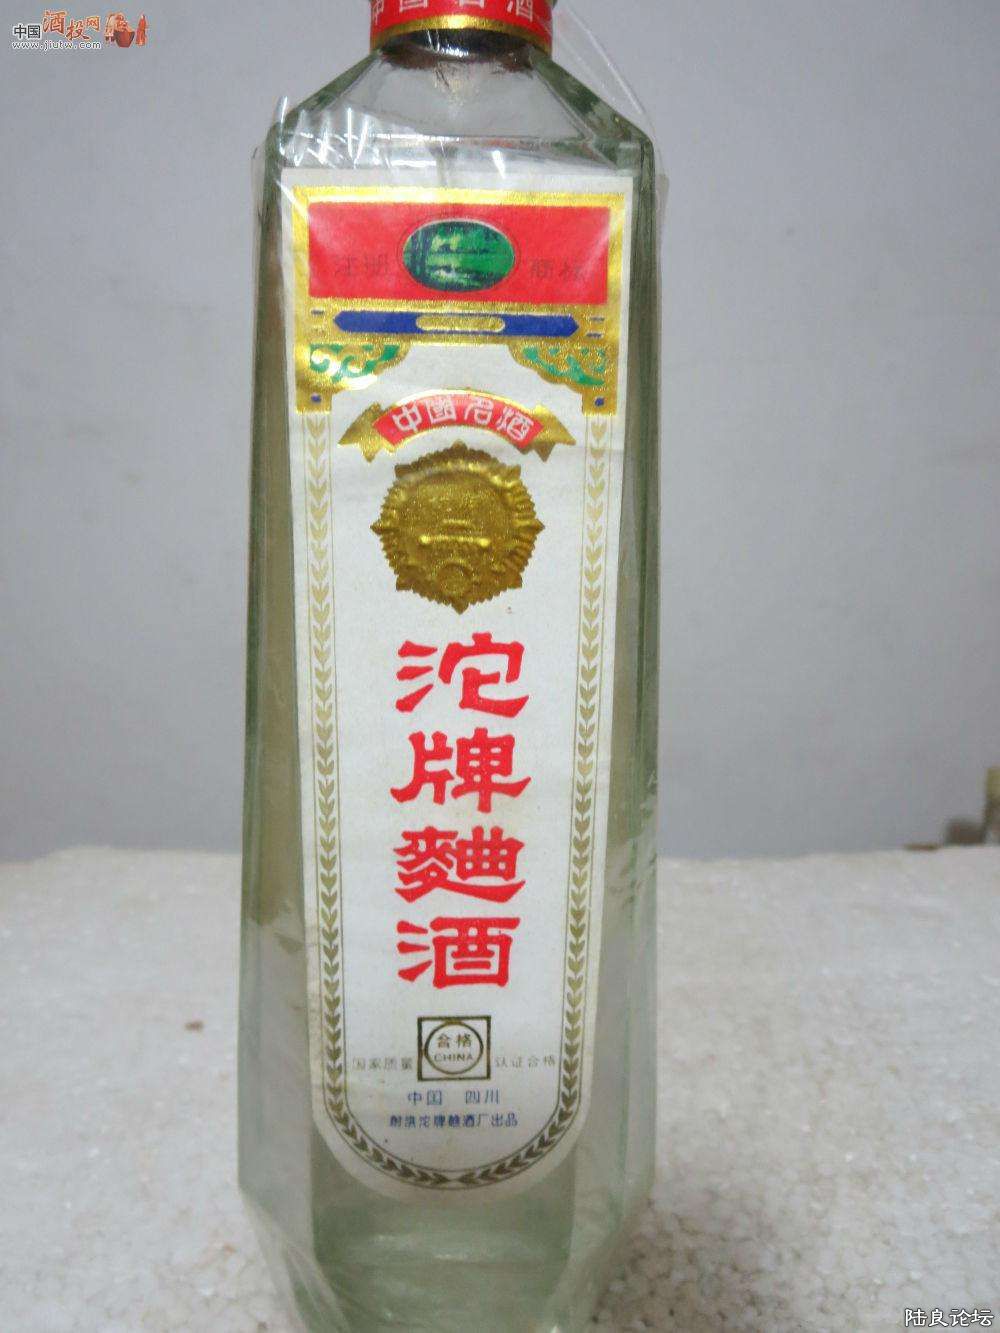 中国酒投网
www.jiutw.com
中国名酒
注册 商标
中國名酒
沱牌麯酒
国家质量 合格 CHINA 认证合格
中国 四川
射洪沱牌麯酒厂出品
陆良论坛